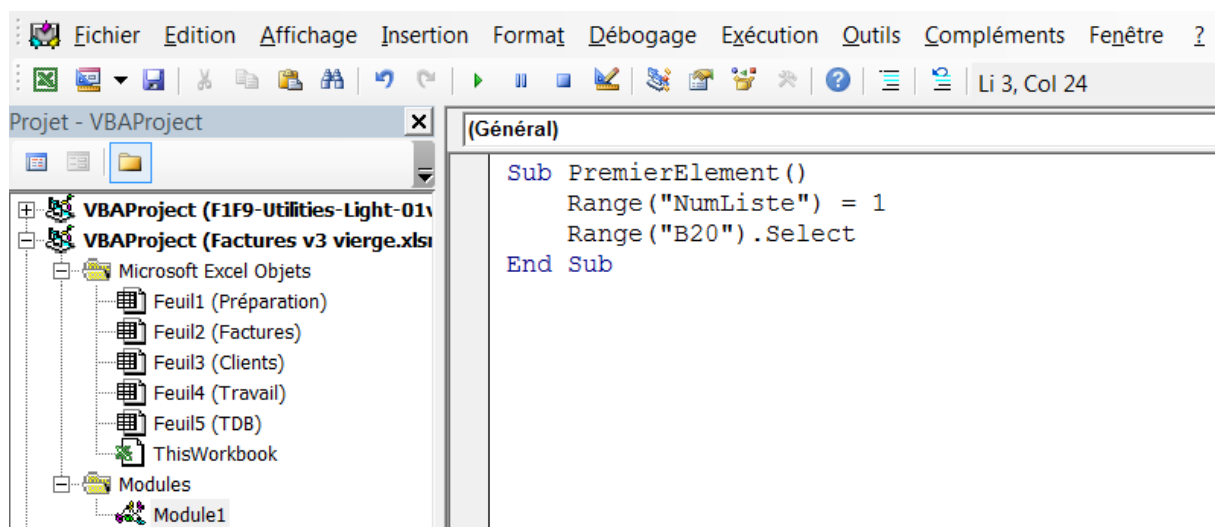 Fichier Edition Affichage Insertion Format Débogage Exécution Outils Compléments Fenêtre ?
Li 3, Col 24
Projet - VBAProject
(Général)
Sub PremierElement()
Range("NumListe") = 1
Range("B20").Select
End Sub
VBAProject (F1F9-Utilities-Light-01v
VBAProject (Factures v3 vierge.xlsm
Microsoft Excel Objets
Feuil1 (Préparation)
Feuil2 (Factures)
Feuil3 (Clients)
Feuil4 (Travail)
Feuil5 (TDB)
ThisWorkbook
Modules
Module1